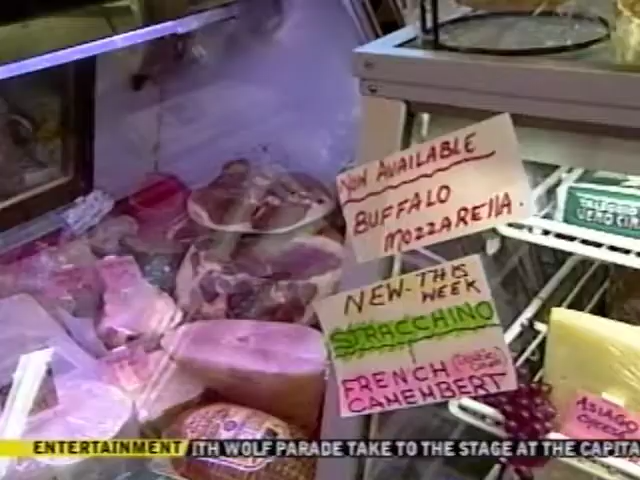 NOW AVAILABLE
BUFFALO
MOZZARELLA.
NEW-THIS
WEEK
STRACCHINO
FRENCH
CAMEMBERT
ASIAGO
ENTERTAINMENT ITH WOLF PARADE TAKE TO THE STAGE AT THE CAPITA